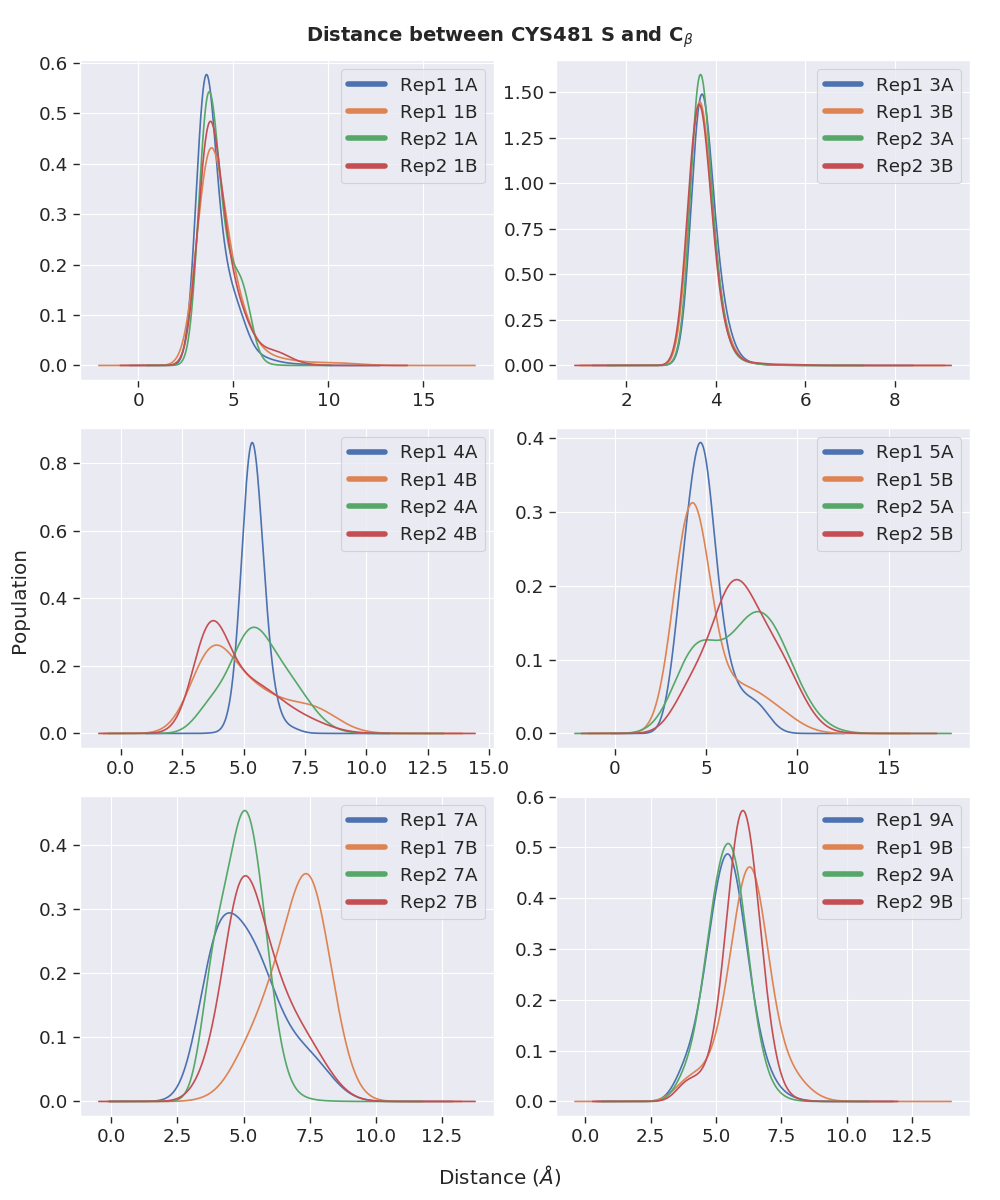 Distance between CYS481 S and Cβ
0.6
0.5
0.4
0.3
0.2
0.1
0.0
0 5 10 15
Rep1 1A
Rep1 1B
Rep2 1A
Rep2 1B
1.50
1.25
1.00
0.75
0.50
0.25
0.00
2 4 6 8
Rep1 3A
Rep1 3B
Rep2 3A
Rep2 3B
Population
0.8
0.6
0.4
0.2
0.0
0.0 2.5 5.0 7.5 10.0 12.5 15.0
Rep1 4A
Rep1 4B
Rep2 4A
Rep2 4B
0.4
0.3
0.2
0.1
0.0
0 5 10 15
Rep1 5A
Rep1 5B
Rep2 5A
Rep2 5B
0.4
0.3
0.2
0.1
0.0
0.0 2.5 5.0 7.5 10.0 12.5
Rep1 7A
Rep1 7B
Rep2 7A
Rep2 7B
0.6
0.5
0.4
0.3
0.2
0.1
0.0
0.0 2.5 5.0 7.5 10.0 12.5
Rep1 9A
Rep1 9B
Rep2 9A
Rep2 9B
Distance (Å)